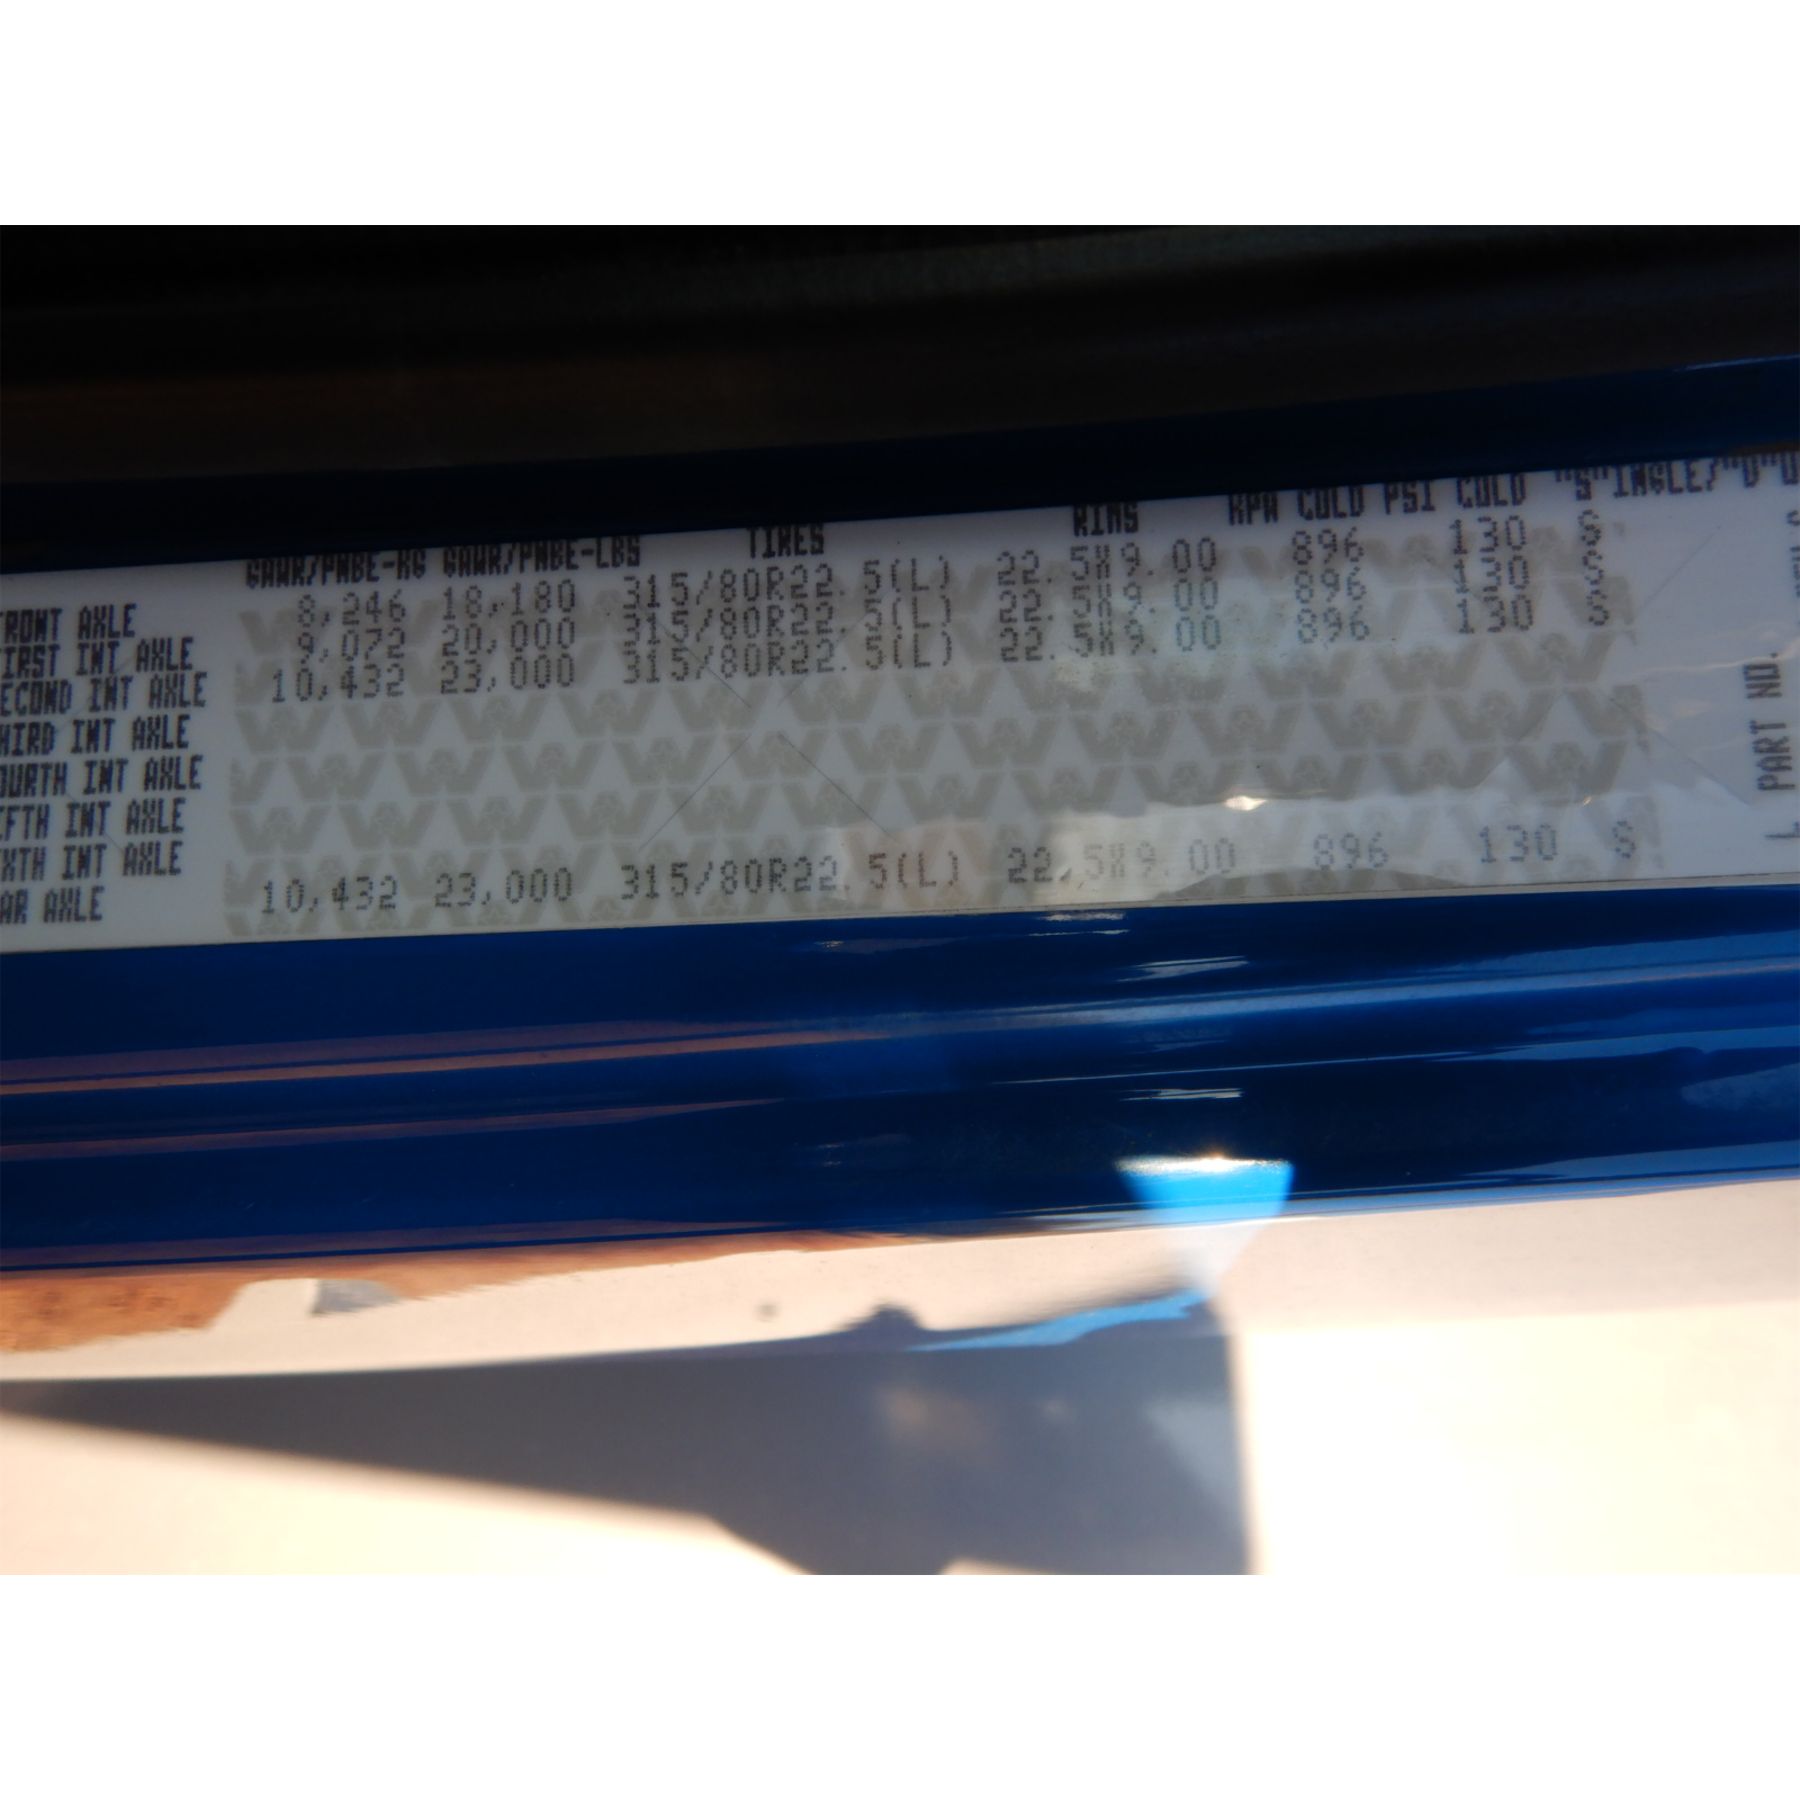 GAWR/PNBE-KG GAWR/PNBE-LBS TIRES RIMS KPA COLD PSI COLD "S"INGLE/"D"U
RONT AXLE 8,246 18,180 315/80R22.5(L) 22.5X9.00 896 130 S
IRST INT AXLE 9,072 20,000 315/80R22.5(L) 22.5X9.00 896 130 S
ECOND INT AXLE 10,432 23,000 315/80R22.5(L) 22.5X9.00 896 130 S
HIRD INT AXLE
OURTH INT AXLE
IFTH INT AXLE
IXTH INT AXLE
AR AXLE 10,432 23,000 315/80R22.5(L) 22.5X9.00 896 130 S
PART NO.